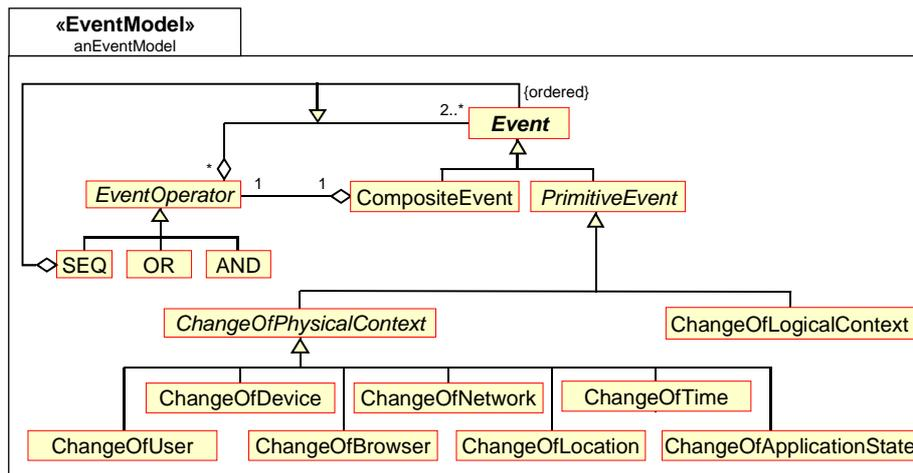 «EventModel»
anEventModel
{ordered}
2..*
Event
*
EventOperator
1
1
CompositeEvent
PrimitiveEvent
SEQ
OR
AND
ChangeOfPhysicalContext
ChangeOfLogicalContext
ChangeOfDevice
ChangeOfNetwork
ChangeOfTime
ChangeOfUser
ChangeOfBrowser
ChangeOfLocation
ChangeOfApplicationState